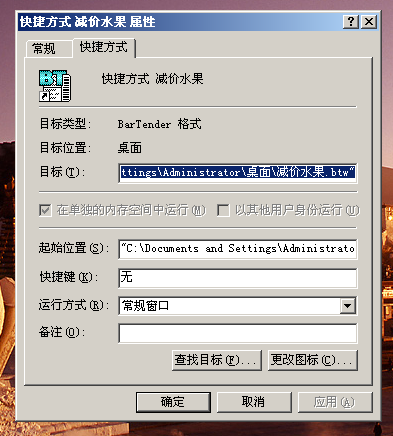 快捷方式 减价水果 属性
常规 快捷方式
快捷方式 减价水果
目标类型: BarTender 格式
目标位置: 桌面
目标(T): ttings\Administrator\桌面\减价水果.btw"
在单独的内存空间中运行(M) 以其他用户身份运行(U)
起始位置(S): "C:\Documents and Settings\Administrato
快捷键(K): 无
运行方式(R): 常规窗口
备注(O):
查找目标(F)... 更改图标(C)...
确定 取消 应用(A)